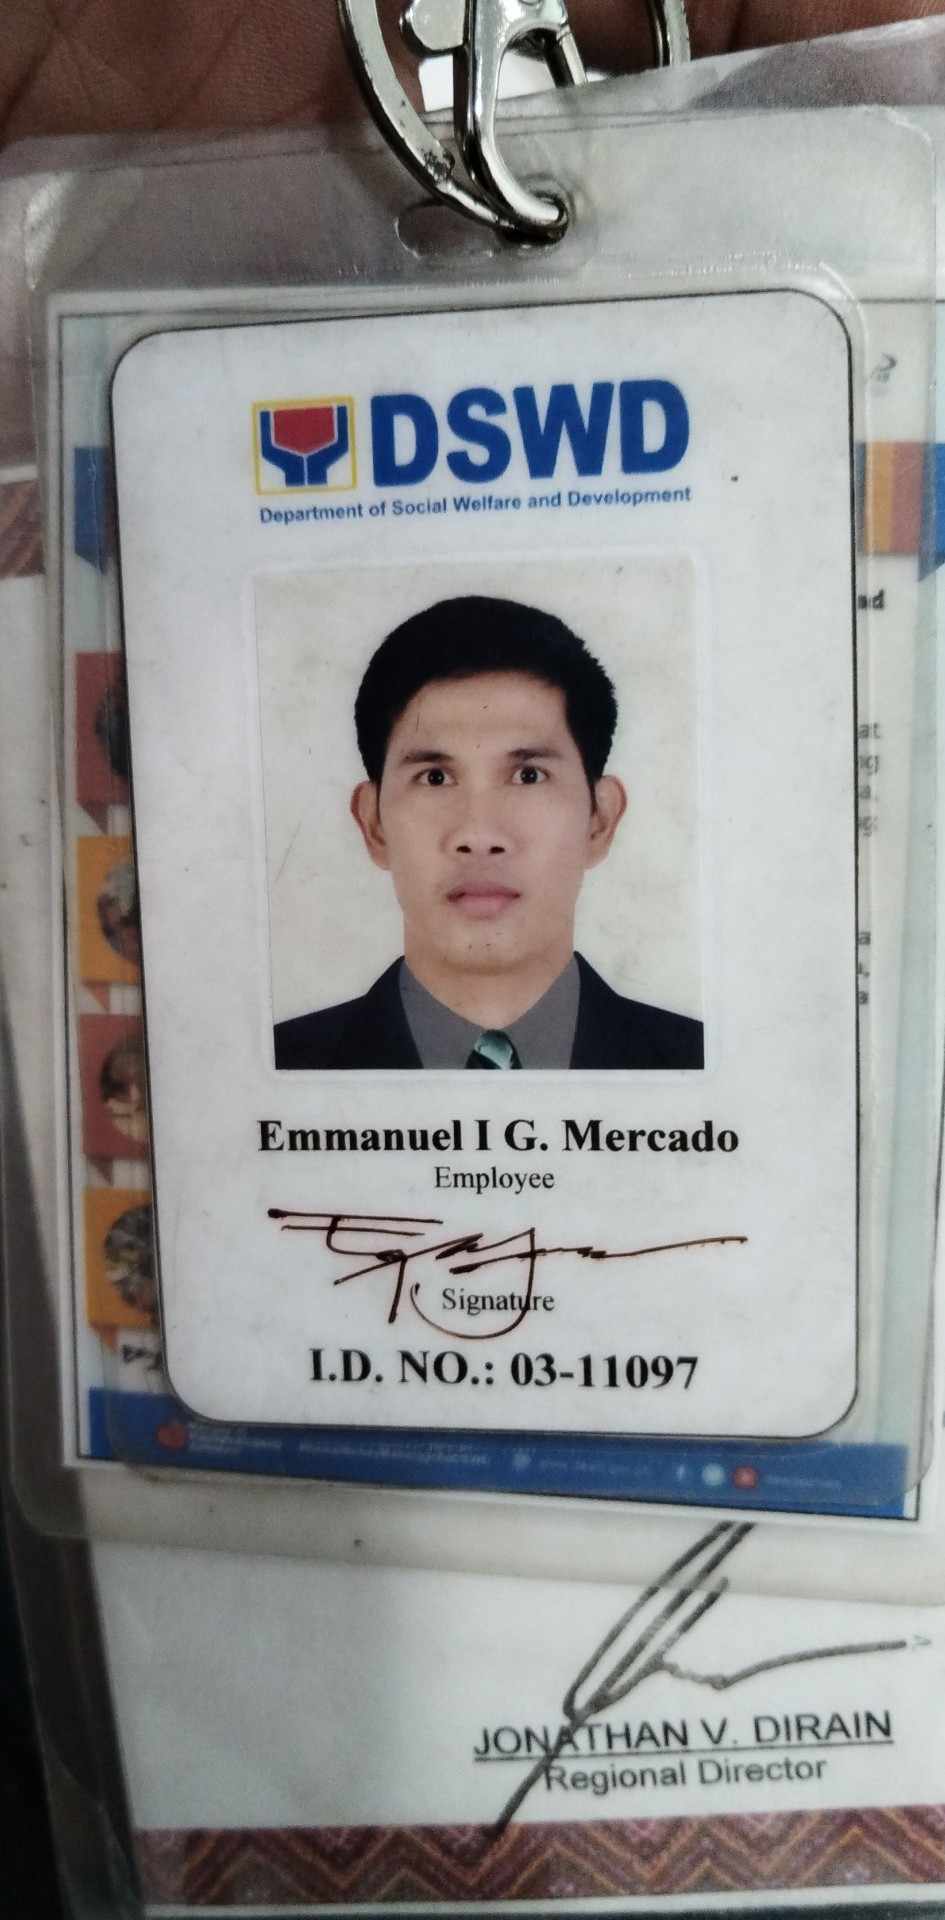 DSWD
Department of Social Welfare and Development
Emmanuel I G. Mercado
Employee
Signature
I.D. NO.: 03-11097
JONATHAN V. DIRAIN
Regional Director